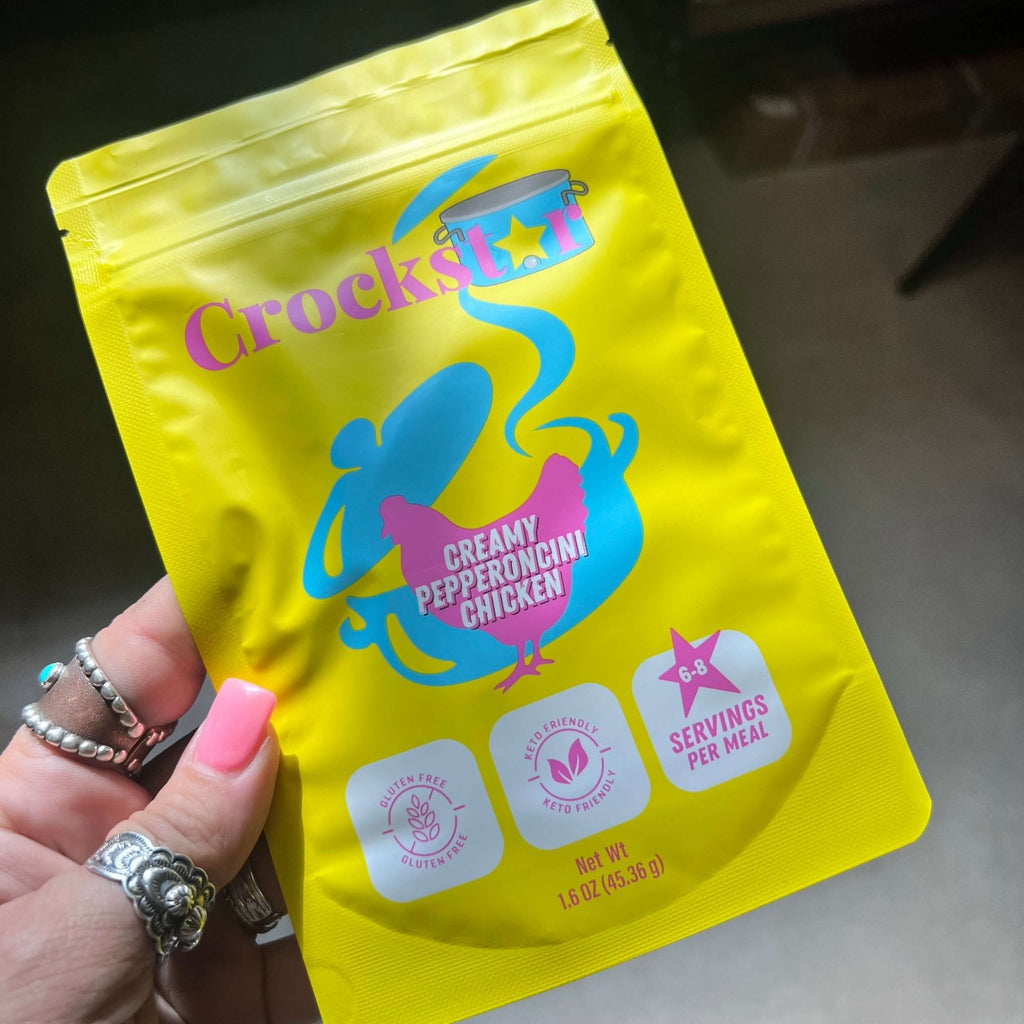 Crockst★r
CREAMY
PEPPERONCINI
CHICKEN
GLUTEN FREE
GLUTEN FREE
KETO FRIENDLY
KETO FRIENDLY
6-8
SERVINGS
PER MEAL
Net Wt
1.6 OZ (45.36 g)